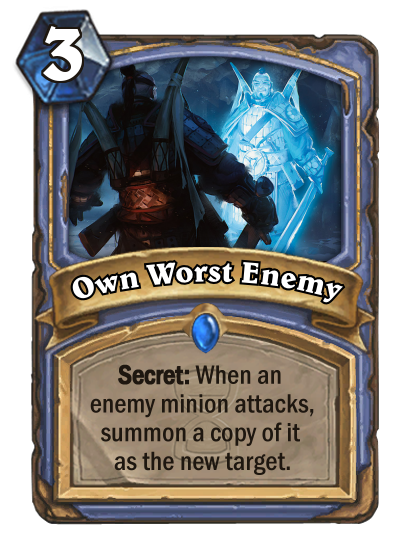 3
Own Worst Enemy
Secret: When an
enemy minion attacks,
summon a copy of it
as the new target.